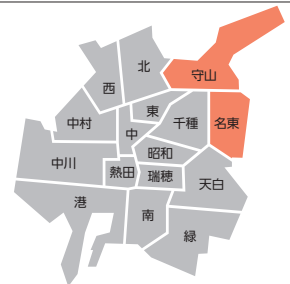 北
守山
西
東
中村
中
千種
名東
昭和
中川
熱田
瑞穂
天白
港
南
緑